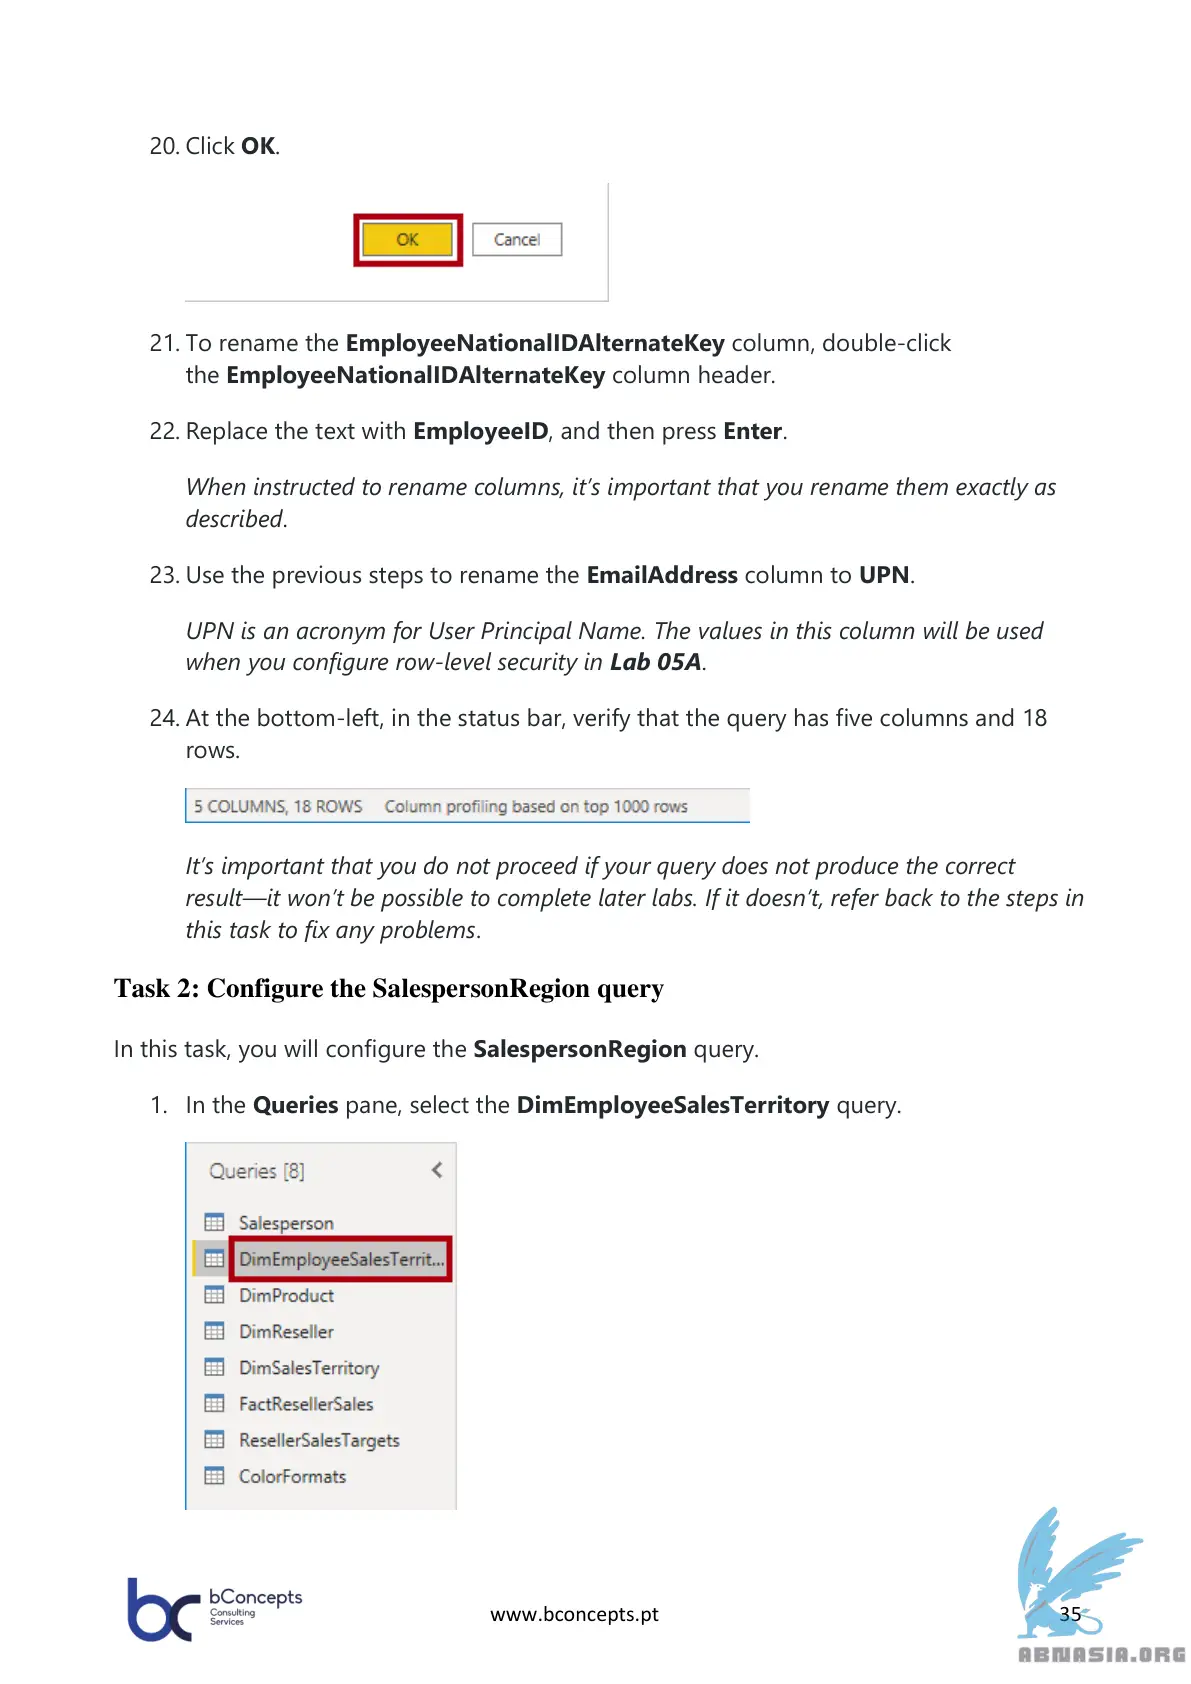 20. Click OK.
OK
Cancel
21. To rename the EmployeeNationalIDAlternateKey column, double-click
the EmployeeNationalIDAlternateKey column header.
22. Replace the text with EmployeeID, and then press Enter.
When instructed to rename columns, it’s important that you rename them exactly as
described.
23. Use the previous steps to rename the EmailAddress column to UPN.
UPN is an acronym for User Principal Name. The values in this column will be used
when you configure row-level security in Lab 05A.
24. At the bottom-left, in the status bar, verify that the query has five columns and 18
rows.
5 COLUMNS, 18 ROWS Column profiling based on top 1000 rows
It’s important that you do not proceed if your query does not produce the correct
result—it won’t be possible to complete later labs. If it doesn’t, refer back to the steps in
this task to fix any problems.
Task 2: Configure the SalespersonRegion query
In this task, you will configure the SalespersonRegion query.
1. In the Queries pane, select the DimEmployeeSalesTerritory query.
Queries [8]
Salesperson
DimEmployeeSalesTerrit...
DimProduct
DimReseller
DimSalesTerritory
FactResellerSales
ResellerSalesTargets
ColorFormats
bc bConcepts
Consulting
Services
www.bconcepts.pt
35
ABNASIA.ORG